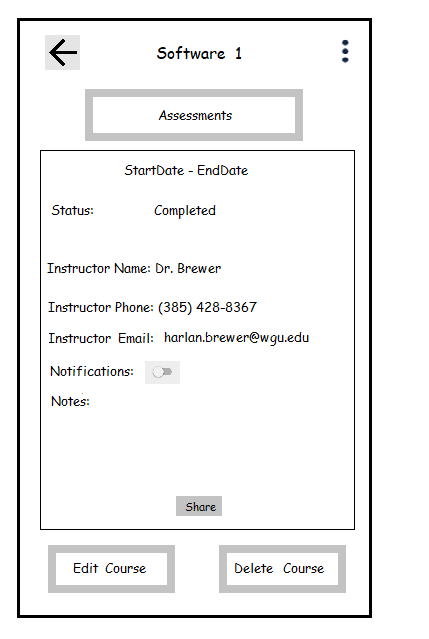 Software 1
Assessments
StartDate - EndDate
Status: Completed
Instructor Name: Dr. Brewer
Instructor Phone: (385) 428-8367
Instructor Email: harlan.brewer@wgu.edu
Notifications:
Notes:
Share
Edit Course Delete Course